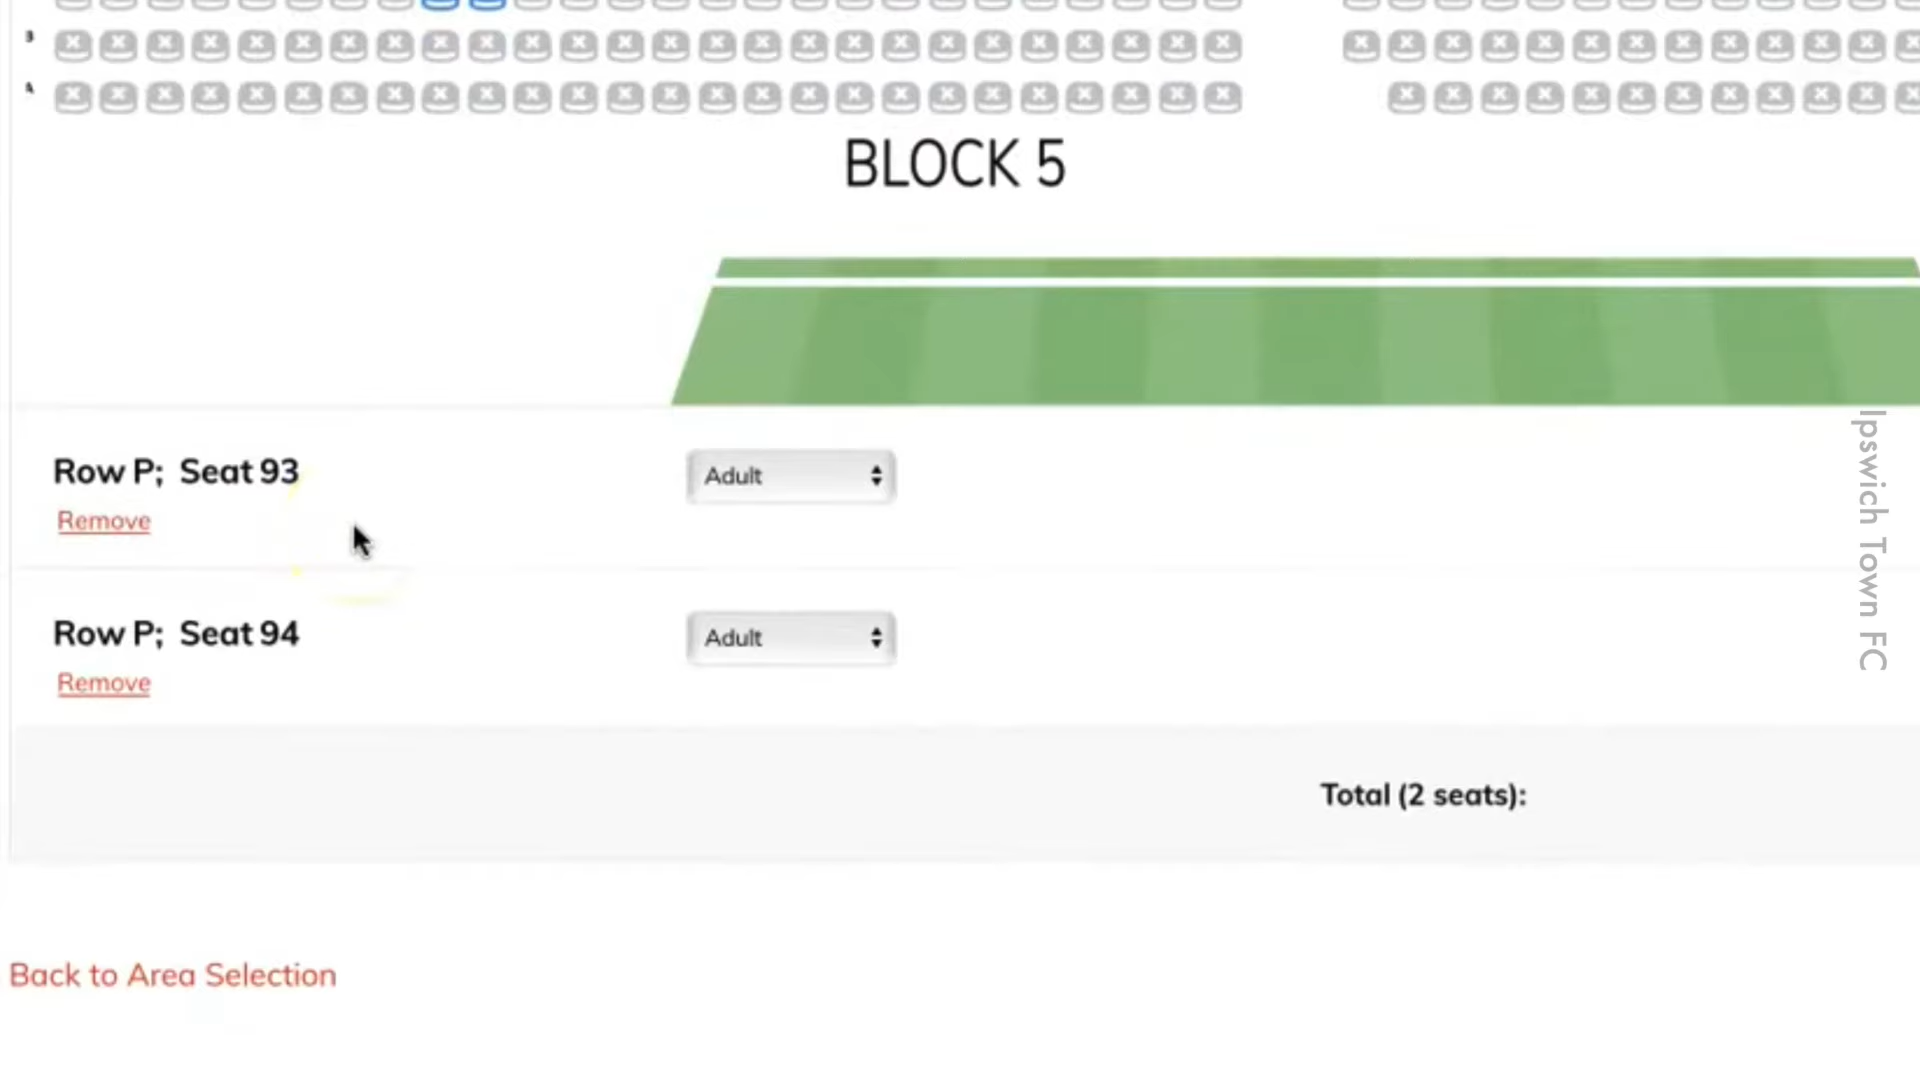 B
A
BLOCK 5
Row P; Seat 93
Adult
Remove
Row P; Seat 94
Adult
Remove
Total (2 seats):
Back to Area Selection
Ipswich Town FC